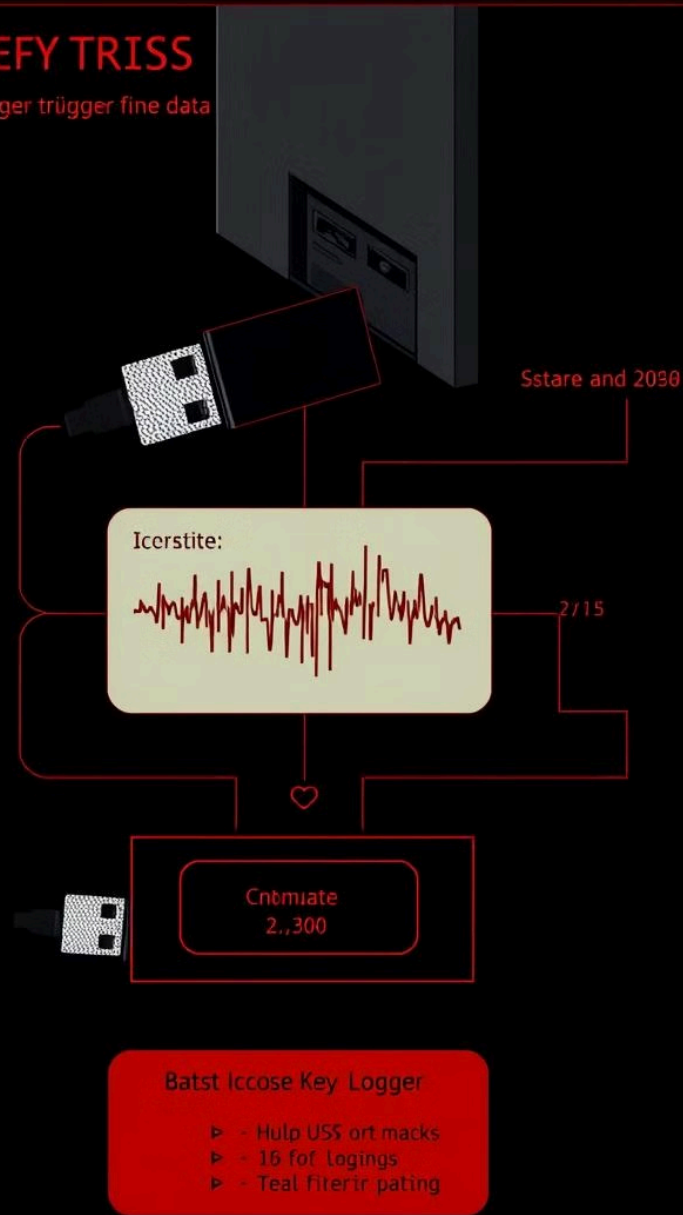 EFY TRISS
ger trügger fine data
Sstare and 2030
Icerstite:
2/15
Cntmiate
2.,300
Batst Iccose Key Logger
- Hulp USS ort macks
- 16 fof Logings
- Teal fiterir pating